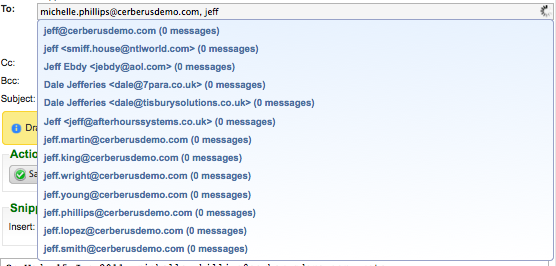 To: michelle.phillips@cerberusdemo.com, jeff
jeff@cerberusdemo.com (0 messages)
jeff <smiff.house@ntlworld.com> (0 messages)
Cc: Jeff Ebdy <jebdy@aol.com> (0 messages)
Bcc: Dale Jefferies <dale@7para.co.uk> (0 messages)
Subject: Dale Jefferies <dale@tisburysolutions.co.uk> (0 messages)
Dra Jeff <jeff@afterhourssystems.co.uk> (0 messages)
jeff.martin@cerberusdemo.com (0 messages)
Actio jeff.king@cerberusdemo.com (0 messages)
Sa jeff.wright@cerberusdemo.com (0 messages)
jeff.young@cerberusdemo.com (0 messages)
Snipp jeff.phillips@cerberusdemo.com (0 messages)
Insert: jeff.lopez@cerberusdemo.com (0 messages)
jeff.smith@cerberusdemo.com (0 messages)